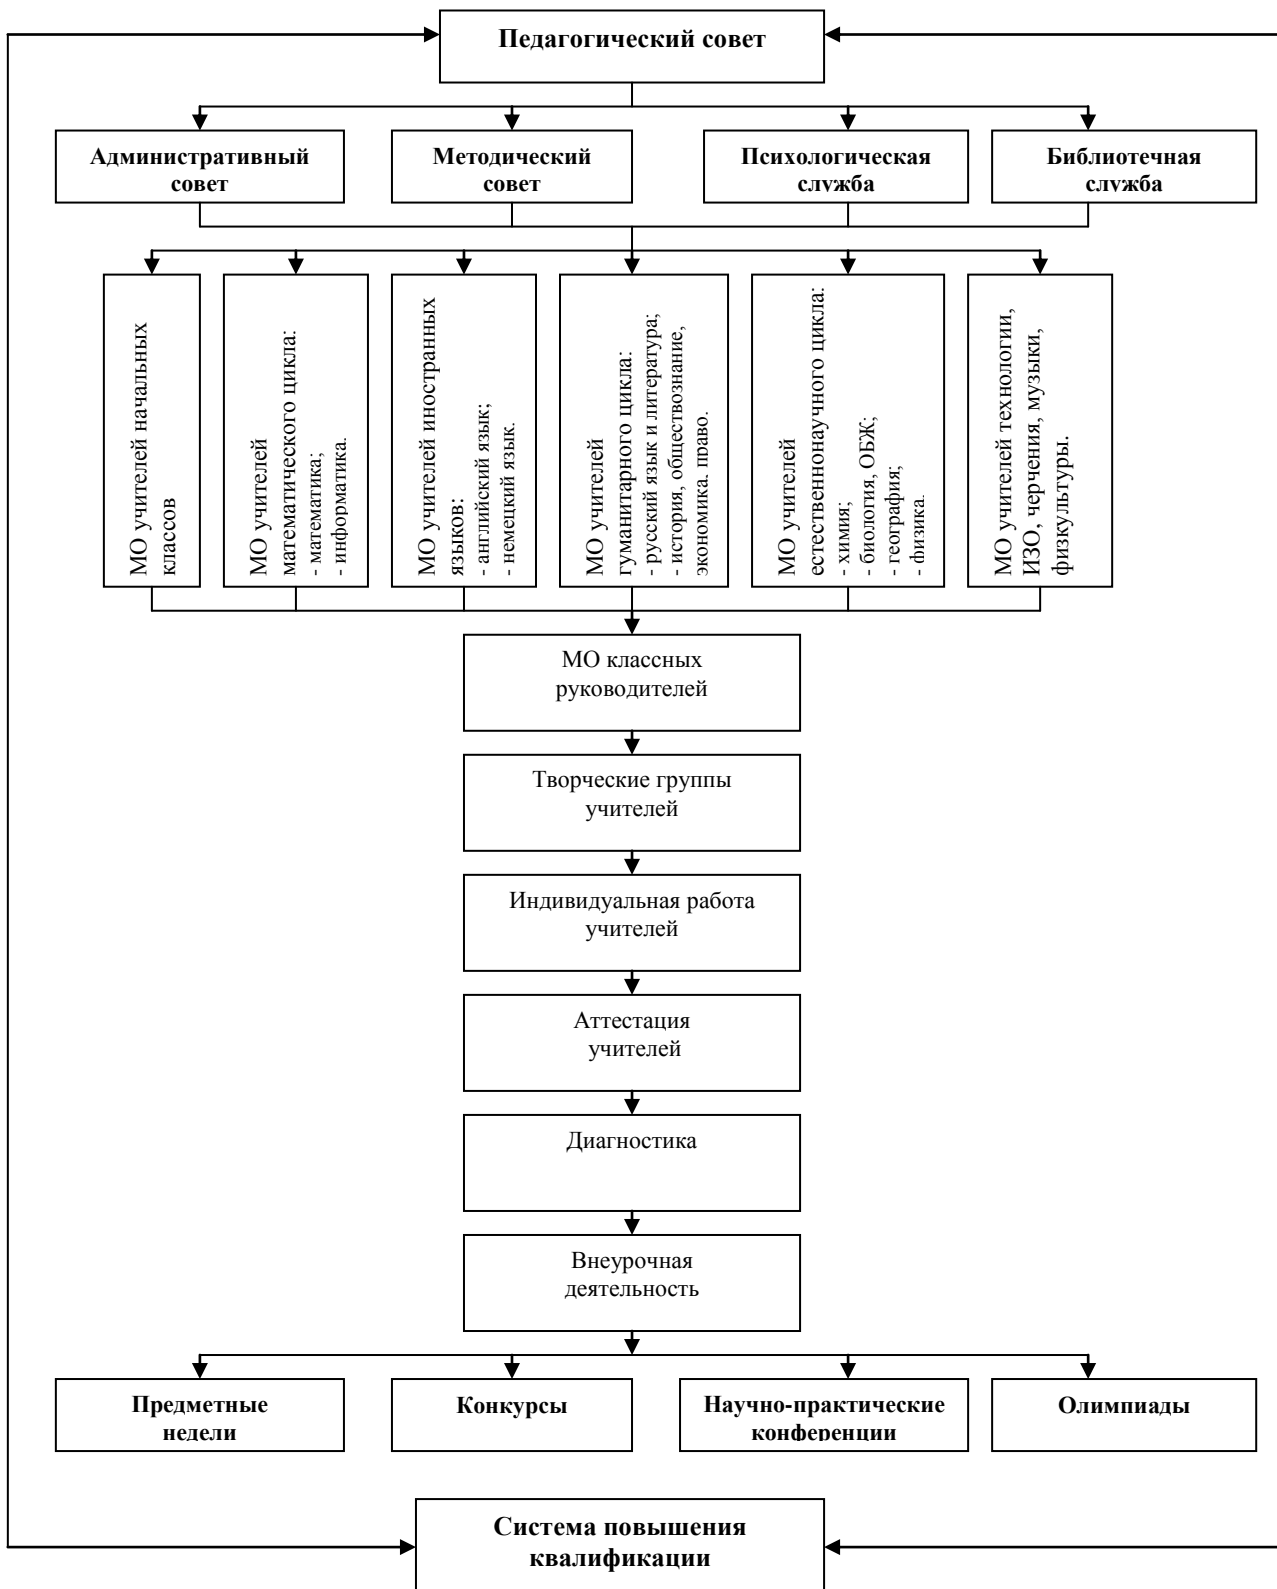 Педагогический совет
Административный
совет
Методический
совет
Психологическая
служба
Библиотечная
служба
МО учителей начальных
классов
МО учителей
математического цикла:
- математика;
- информатика.
МО учителей иностранных
языков:
- английский язык;
- немецкий язык.
МО учителей
гуманитарного цикла:
- русский язык и литература;
- история, обществознание,
экономика, право.
МО учителей
естественнонаучного цикла:
- химия;
- биология, ОБЖ;
- география;
- физика.
МО учителей технологии,
ИЗО, черчения, музыки,
физкультуры.
МО классных
руководителей
Творческие группы
учителей
Индивидуальная работа
учителей
Аттестация
учителей
Диагностика
Внеурочная
деятельность
Предметные
недели
Конкурсы
Научно-практические
конференции
Олимпиады
Система повышения
квалификации